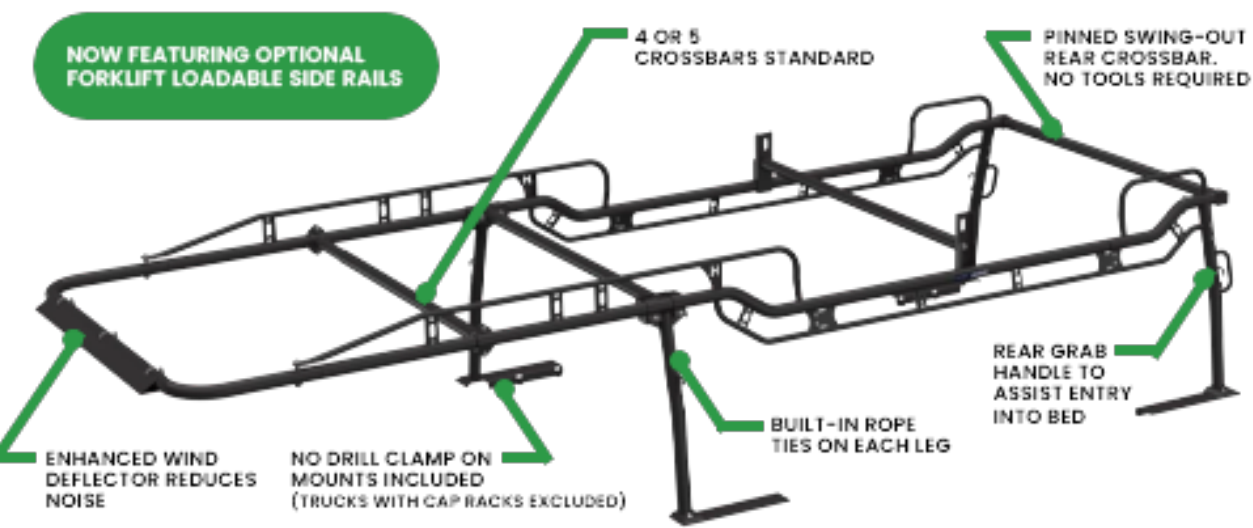 NOW FEATURING OPTIONAL
FORKLIFT LOADABLE SIDE RAILS
4 OR 5
CROSSBARS STANDARD
PINNED SWING-OUT
REAR CROSSBAR.
NO TOOLS REQUIRED
REAR GRAB
HANDLE TO
ASSIST ENTRY
INTO BED
BUILT-IN ROPE
TIES ON EACH LEG
ENHANCED WIND
DEFLECTOR REDUCES
NOISE
NO DRILL CLAMP ON
MOUNTS INCLUDED
(TRUCKS WITH CAP RACKS EXCLUDED)